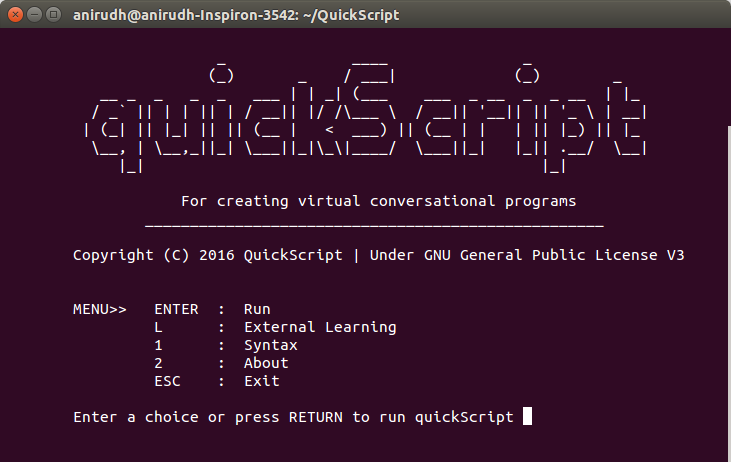 anirudh@anirudh-Inspiron-3542: ~/QuickScript
quickScript
For creating virtual conversational programs
Copyright (C) 2016 QuickScript | Under GNU General Public License V3
MENU>> ENTER : Run
L : External Learning
1 : Syntax
2 : About
ESC : Exit
Enter a choice or press RETURN to run quickScript